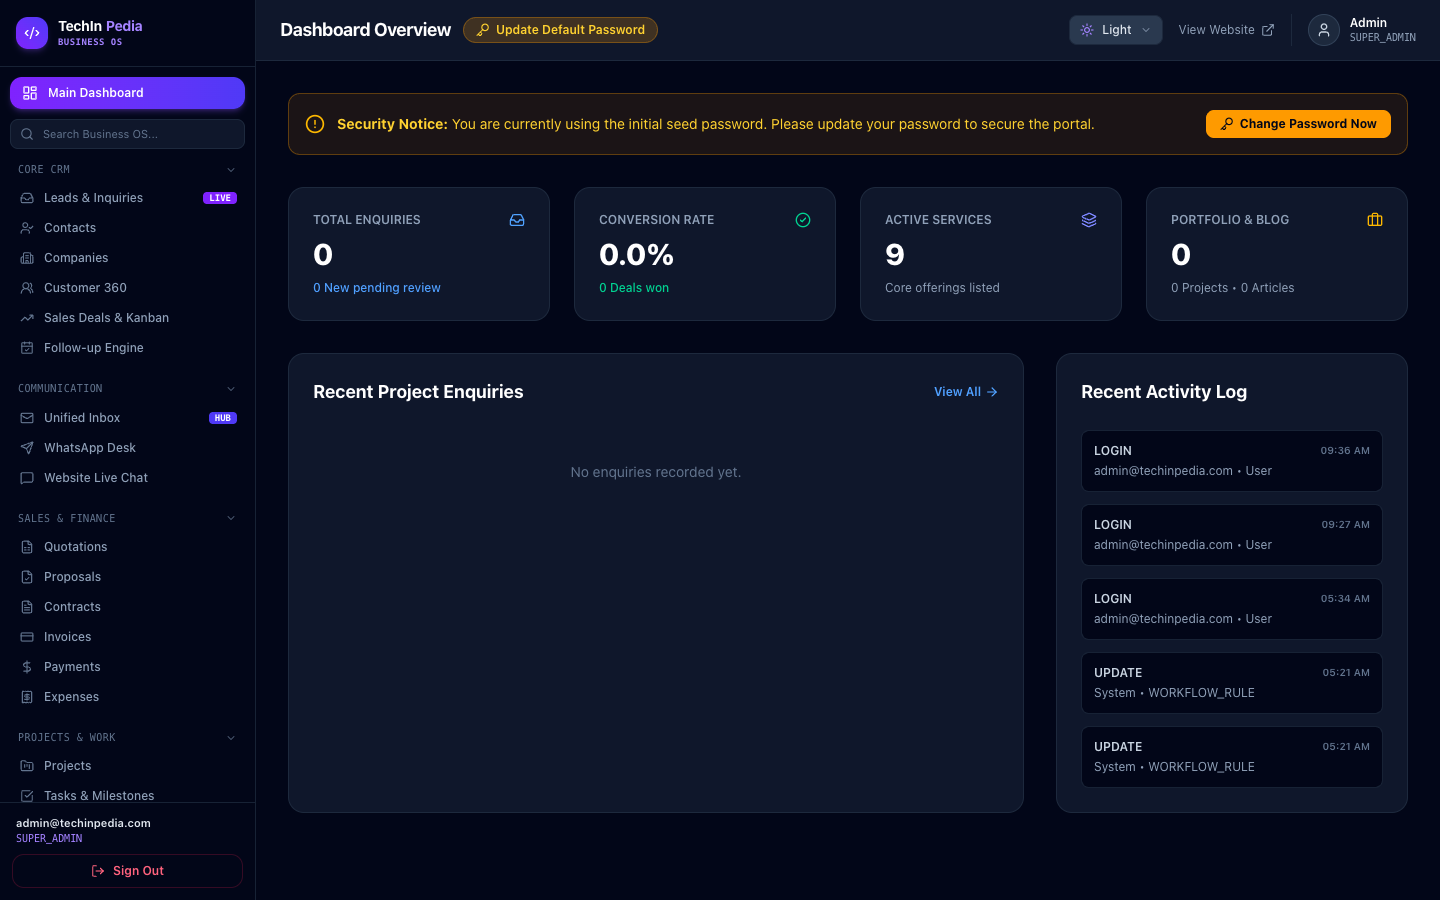 TechIn Pedia
BUSINESS OS
Main Dashboard
Search Business OS...
CORE CRM
Leads & Inquiries LIVE
Contacts
Companies
Customer 360
Sales Deals & Kanban
Follow-up Engine
COMMUNICATION
Unified Inbox HUB
WhatsApp Desk
Website Live Chat
SALES & FINANCE
Quotations
Proposals
Contracts
Invoices
Payments
Expenses
PROJECTS & WORK
Projects
Tasks & Milestones
admin@techinpedia.com
SUPER_ADMIN
Sign Out
Dashboard Overview
Update Default Password
Light
View Website
Admin
SUPER_ADMIN
Security Notice: You are currently using the initial seed password. Please update your password to secure the portal.
Change Password Now
TOTAL ENQUIRIES
0
0 New pending review
CONVERSION RATE
0.0%
0 Deals won
ACTIVE SERVICES
9
Core offerings listed
PORTFOLIO & BLOG
0
0 Projects • 0 Articles
Recent Project Enquiries
View All
No enquiries recorded yet.
Recent Activity Log
LOGIN 09:36 AM
admin@techinpedia.com • User
LOGIN 09:27 AM
admin@techinpedia.com • User
LOGIN 05:34 AM
admin@techinpedia.com • User
UPDATE 05:21 AM
System • WORKFLOW_RULE
UPDATE 05:21 AM
System • WORKFLOW_RULE